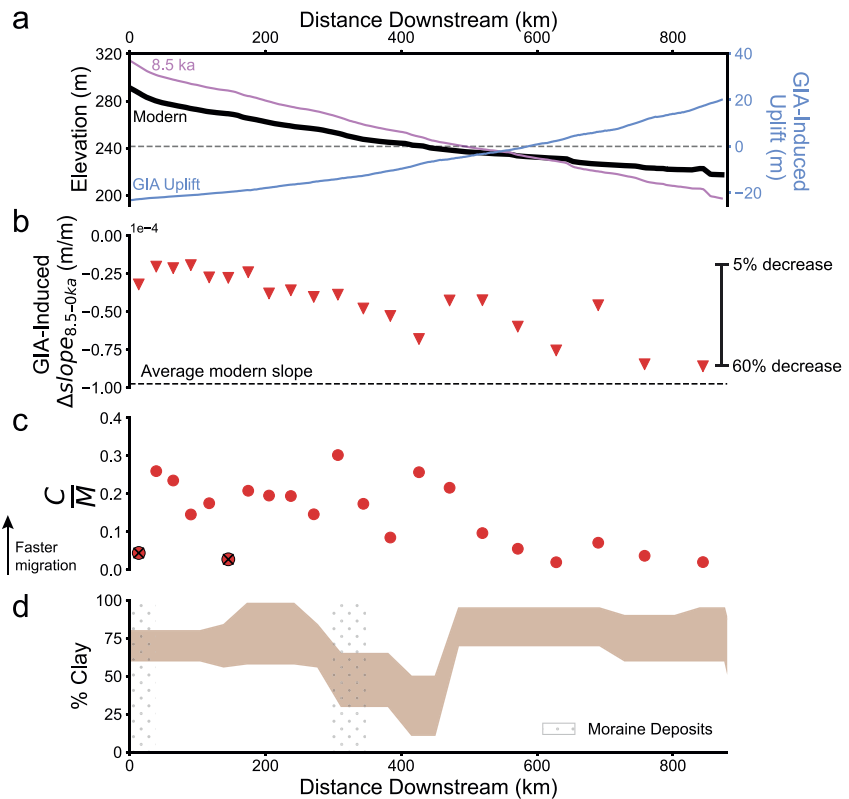 a
Distance Downstream (km)
0 200 400 600 800
320
280
240
200
Elevation (m)
8.5 ka
Modern
GIA Uplift
40
20
0
−20
GIA-Induced
Uplift (m)
b
1e−4
0.00
−0.25
−0.50
−0.75
−1.00
GIA-Induced
Δslope8.5–0ka (m/m)
5% decrease
60% decrease
Average modern slope
c
0.4
0.3
0.2
0.1
0.0
C
M
Faster
migration
d
100
75
50
25
0
% Clay
Moraine Deposits
0 200 400 600 800
Distance Downstream (km)